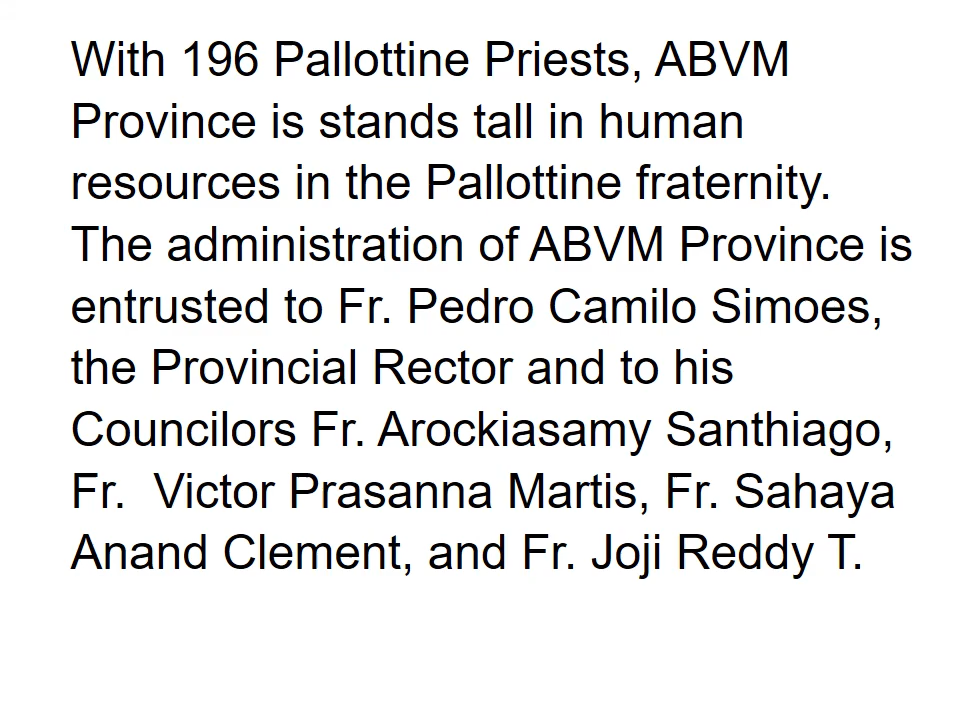 With 196 Pallottine Priests, ABVM
Province is stands tall in human
resources in the Pallottine fraternity.
The administration of ABVM Province is
entrusted to Fr. Pedro Camilo Simoes,
the Provincial Rector and to his
Councilors Fr. Arockiasamy Santhiago,
Fr.  Victor Prasanna Martis, Fr. Sahaya
Anand Clement, and Fr. Joji Reddy T.